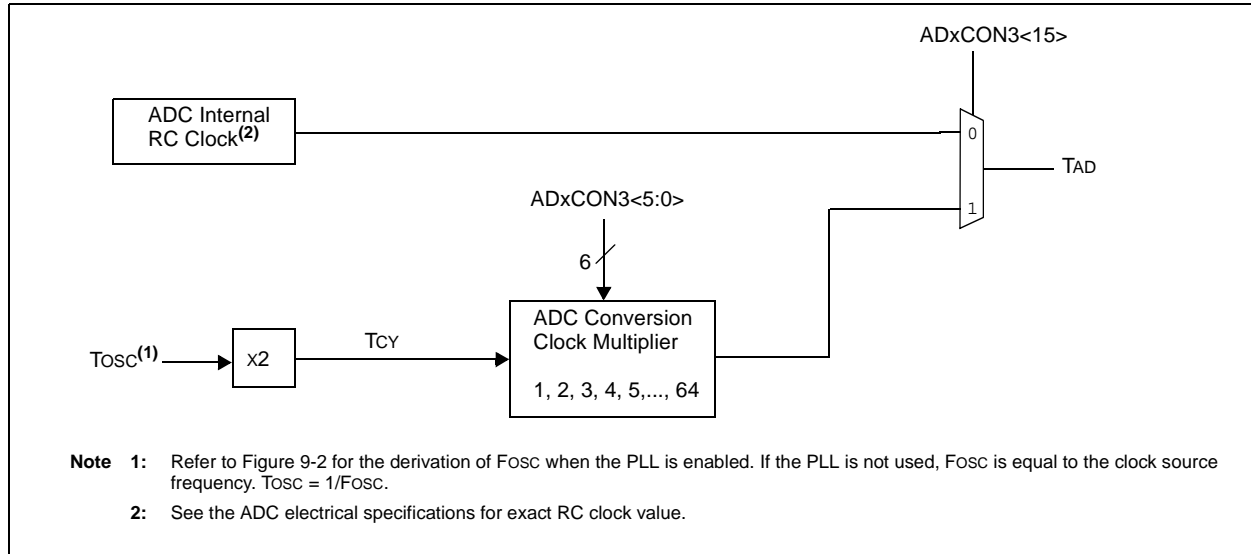 ADxCON3<15>
ADC Internal
RC Clock(2)
0
TAD
ADxCON3<5:0>
1
6
ADC Conversion
Clock Multiplier
TOSC(1)
X2
TCY
1, 2, 3, 4, 5,..., 64
Note 1: Refer to Figure 9-2 for the derivation of FOSC when the PLL is enabled. If the PLL is not used, FOSC is equal to the clock source
frequency. TOSC = 1/FOSC.
2: See the ADC electrical specifications for exact RC clock value.